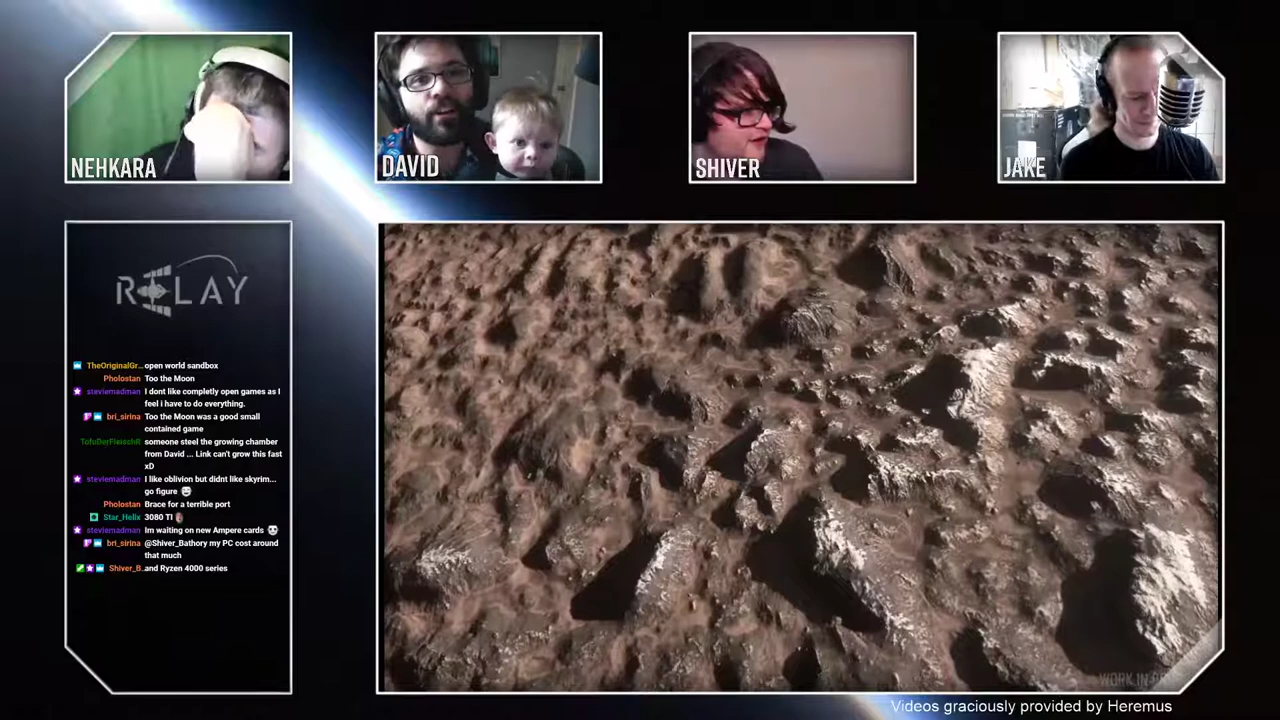 NEHKARA
DAVID
SHIVER
JAKE
RELAY
TheOriginalGr... open world sandbox
Pholostan Too the Moon
steviemadman I dont like completly open games as I
feel i have to do everything.
bri_sirina Too the Moon was a good small
contained game
TofuDerFleischR someone steel the growing chamber
from David ... Link can't grow this fast
xD
steviemadman I like oblivion but didnt like skyrim...
go figure
Pholostan Brace for a terrible port
Star_Helix 3080 TI
steviemadman Im waiting on new Ampere cards
bri_sirina @Shiver_Bathory my PC cost around
that much
Shiver_B... and Ryzen 4000 series
WORK IN
Videos graciously provided by Heremus